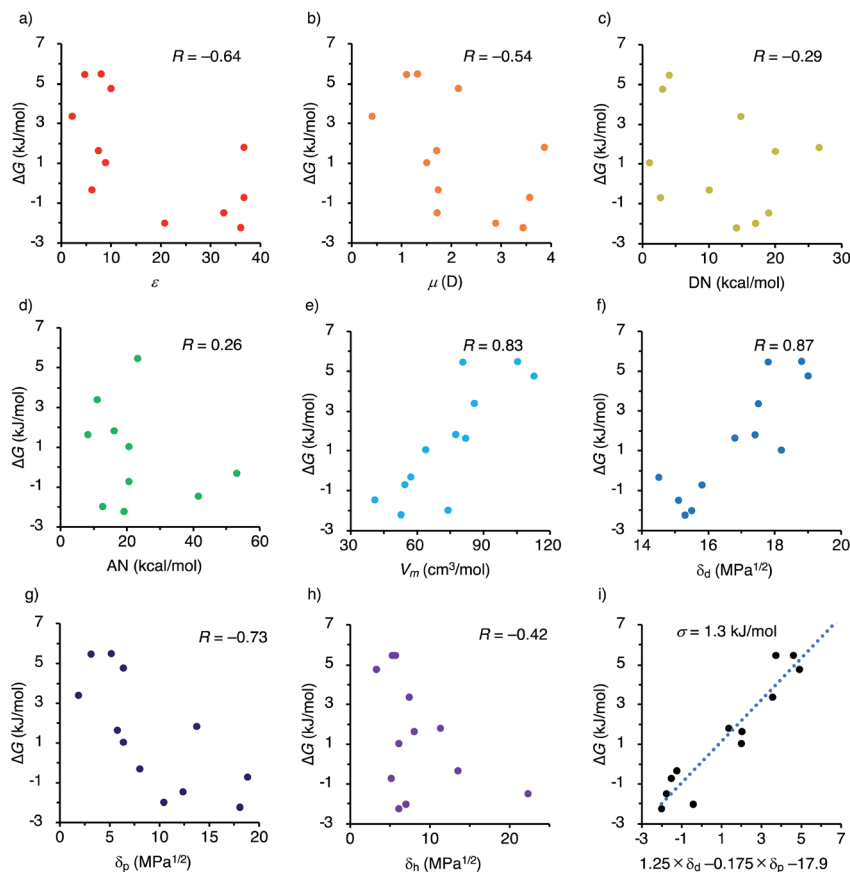 a)
R = −0.64
ΔG (kJ/mol)
7
5
3
1
-1
-3
0
10
20
30
40
ε
b)
R = −0.54
ΔG (kJ/mol)
7
5
3
1
-1
-3
0
1
2
3
4
μ (D)
c)
R = −0.29
ΔG (kJ/mol)
7
5
3
1
-1
-3
0
10
20
30
DN (kcal/mol)
d)
R = 0.26
ΔG (kJ/mol)
7
5
3
1
-1
-3
0
20
40
60
AN (kcal/mol)
e)
R = 0.83
ΔG (kJ/mol)
7
5
3
1
-1
-3
30
60
90
120
Vm (cm³/mol)
f)
R = 0.87
ΔG (kJ/mol)
7
5
3
1
-1
-3
14
16
18
20
δd (MPa1/2)
g)
R = −0.73
ΔG (kJ/mol)
7
5
3
1
-1
-3
0
5
10
15
20
δp (MPa1/2)
h)
R = −0.42
ΔG (kJ/mol)
7
5
3
1
-1
-3
0
10
20
δh (MPa1/2)
i)
σ = 1.3 kJ/mol
ΔG (kJ/mol)
7
5
3
1
-1
-3
-3
-1
1
3
5
7
1.25 × δd −0.175 × δp −17.9